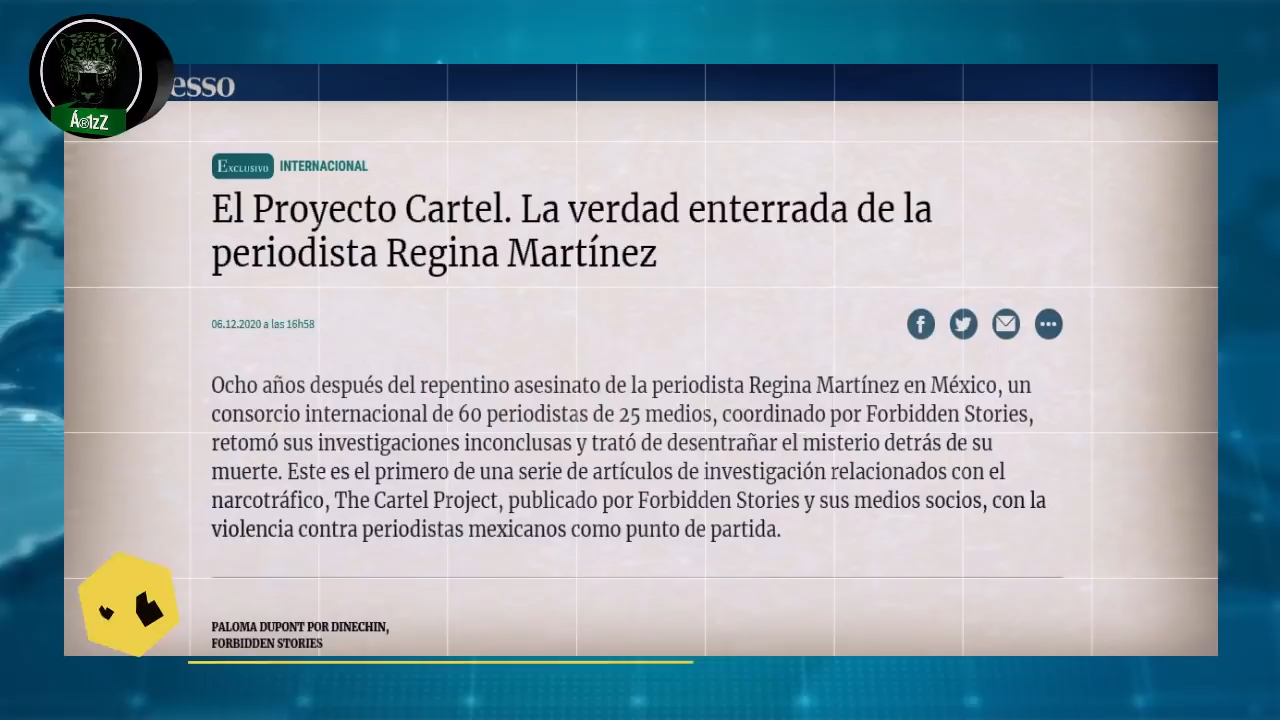 esso
Á®1zZ
EXCLUSIVO INTERNACIONAL
El Proyecto Cartel. La verdad enterrada de la
periodista Regina Martínez
06.12.2020 a las 16h58
Ocho años después del repentino asesinato de la periodista Regina Martínez en México, un
consorcio internacional de 60 periodistas de 25 medios, coordinado por Forbidden Stories,
retomó sus investigaciones inconclusas y trató de desentrañar el misterio detrás de su
muerte. Este es el primero de una serie de artículos de investigación relacionados con el
narcotráfico, The Cartel Project, publicado por Forbidden Stories y sus medios socios, con la
violencia contra periodistas mexicanos como punto de partida.
PALOMA DUPONT POR DINECHIN,
FORBIDDEN STORIES